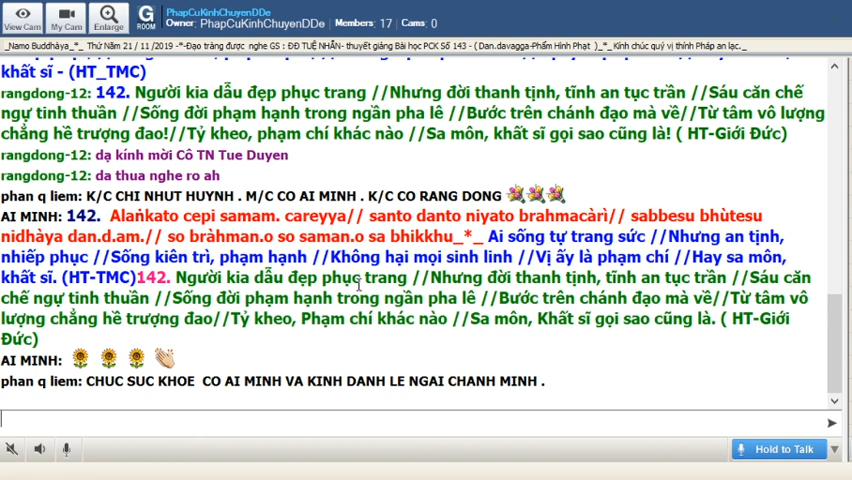 View Cam
My Cam
Enlarge
G
ROOM
PhapCuKinhChuyenDDe
Owner: PhapCuKinhChuyenDDe Members: 17 Cams: 0
_Namo Buddhàya_*_ Thứ Năm 21 / 11 /2019 -*-Đạo tràng được nghe GS : ĐĐ TUỆ NHẪN- thuyết giảng Bài học PCK Số 143 - ( Dan.davagga-Phẩm Hình Phạt )_*_Kính chúc quý vị thính Pháp an lạc._
khất sĩ - (HT_TMC)
rangdong-12: 142. Người kia dẫu đẹp phục trang //Nhưng đời thanh tịnh, tĩnh an tục trần //Sáu căn chế
ngự tinh thuần //Sống đời phạm hạnh trong ngần pha lê //Bước trên chánh đạo mà về//Từ tâm vô lượng
chẳng hề trượng đao!//Tỷ kheo, phạm chí khác nào //Sa môn, khất sĩ gọi sao cũng là! ( HT-Giới Đức)
rangdong-12: dạ kính mời Cô TN Tue Duyen
rangdong-12: da thua nghe ro ah
phan q liem: K/C CHI NHUT HUYNH . M/C CO AI MINH . K/C CO RANG DONG
AI MINH: 142. Alaṅkato cepi samam. careyya// santo danto niyato brahmacàrì// sabbesu bhùtesu
nidhàya dan.d.am.// so bràhman.o so saman.o sa bhikkhu_*_ Ai sống tự trang sức //Nhưng an tịnh,
nhiếp phục //Sống kiên trì, phạm hạnh //Không hại mọi sinh linh //Vị ấy là phạm chí //Hay sa môn,
khất sĩ. (HT-TMC)142. Người kia dẫu đẹp phục trang //Nhưng đời thanh tịnh, tĩnh an tục trần //Sáu căn
chế ngự tinh thuần //Sống đời phạm hạnh trong ngần pha lê //Bước trên chánh đạo mà về//Từ tâm vô
lượng chẳng hề trượng đao//Tỷ kheo, Phạm chí khác nào //Sa môn, Khất sĩ gọi sao cũng là. ( HT-Giới
Đức)
AI MINH:
phan q liem: CHUC SUC KHOE CO AI MINH VA KINH DANH LE NGAI CHANH MINH .
Hold to Talk